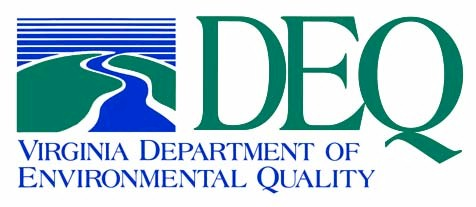 DEQ
VIRGINIA DEPARTMENT OF
ENVIRONMENTAL QUALITY